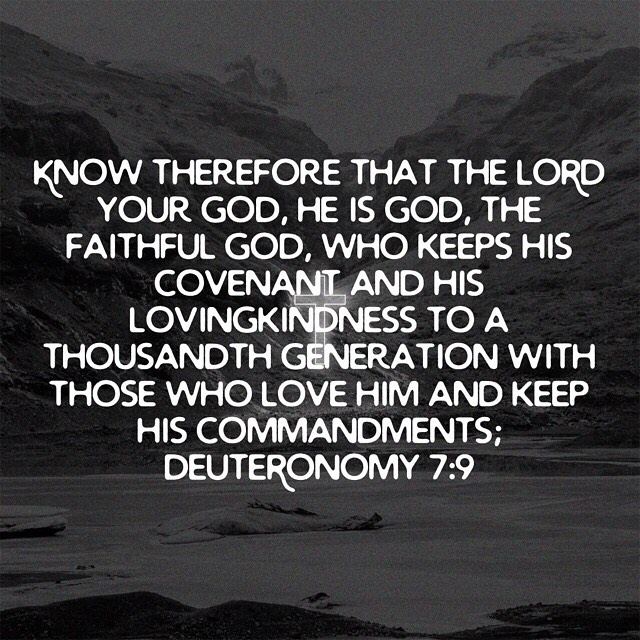 KNOW THEREFORE THAT THE LORD
YOUR GOD, HE IS GOD, THE
FAITHFUL GOD, WHO KEEPS HIS
COVENANT AND HIS
LOVINGKINDNESS TO A
THOUSANDTH GENERATION WITH
THOSE WHO LOVE HIM AND KEEP
HIS COMMANDMENTS;
DEUTERONOMY 7:9